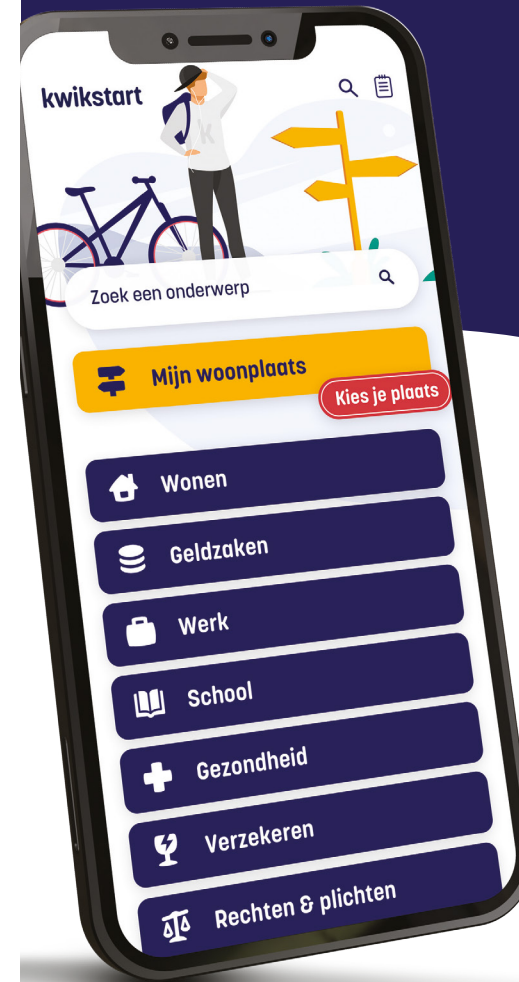 kwikstart
Zoek een onderwerp
Mijn woonplaats
Kies je plaats
Wonen
Geldzaken
Werk
School
Gezondheid
Verzekeren
Rechten & plichten